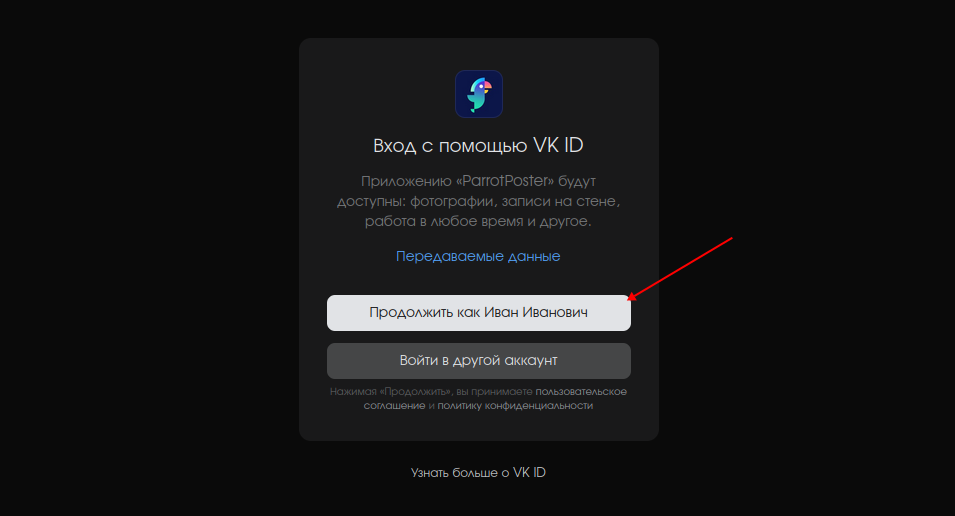 Вход с помощью VK ID
Приложению «ParrotPoster» будут
доступны: фотографии, записи на стене,
работа в любое время и другое.
Передаваемые данные
Продолжить как Иван Иванович
Войти в другой аккаунт
Нажимая «Продолжить», вы принимаете пользовательское
соглашение и политику конфиденциальности
Узнать больше о VK ID